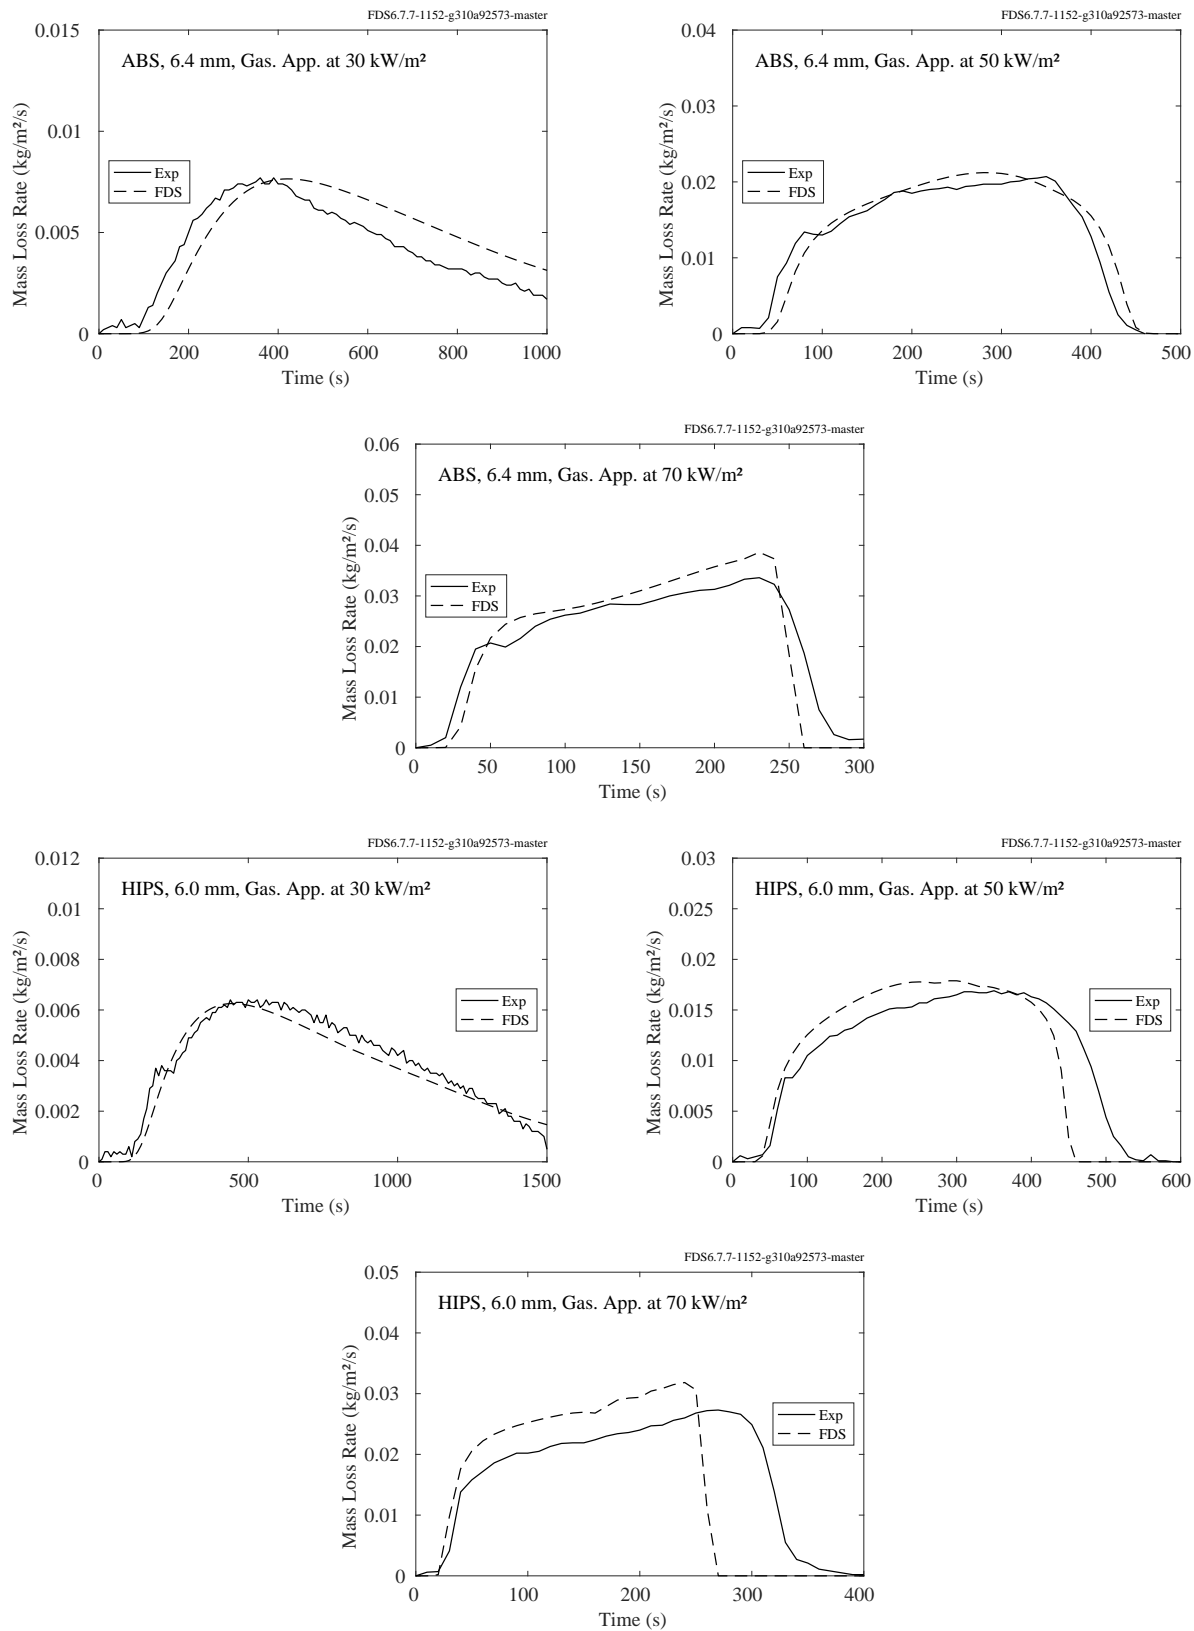 FDS6.7.7-1152-g310a92573-master
ABS, 6.4 mm, Gas. App. at 30 kW/m²
Mass Loss Rate (kg/m²/s)
0.015
0.01
0.005
0
Exp
FDS
0 200 400 600 800 1000
Time (s)
FDS6.7.7-1152-g310a92573-master
ABS, 6.4 mm, Gas. App. at 50 kW/m²
Mass Loss Rate (kg/m²/s)
0.04
0.03
0.02
0.01
0
Exp
FDS
0 100 200 300 400 500
Time (s)
FDS6.7.7-1152-g310a92573-master
ABS, 6.4 mm, Gas. App. at 70 kW/m²
Mass Loss Rate (kg/m²/s)
0.06
0.05
0.04
0.03
0.02
0.01
0
Exp
FDS
0 50 100 150 200 250 300
Time (s)
FDS6.7.7-1152-g310a92573-master
HIPS, 6.0 mm, Gas. App. at 30 kW/m²
Mass Loss Rate (kg/m²/s)
0.012
0.01
0.008
0.006
0.004
0.002
0
Exp
FDS
0 500 1000 1500
Time (s)
FDS6.7.7-1152-g310a92573-master
HIPS, 6.0 mm, Gas. App. at 50 kW/m²
Mass Loss Rate (kg/m²/s)
0.03
0.025
0.02
0.015
0.01
0.005
0
Exp
FDS
0 100 200 300 400 500 600
Time (s)
FDS6.7.7-1152-g310a92573-master
HIPS, 6.0 mm, Gas. App. at 70 kW/m²
Mass Loss Rate (kg/m²/s)
0.05
0.04
0.03
0.02
0.01
0
Exp
FDS
0 100 200 300 400
Time (s)